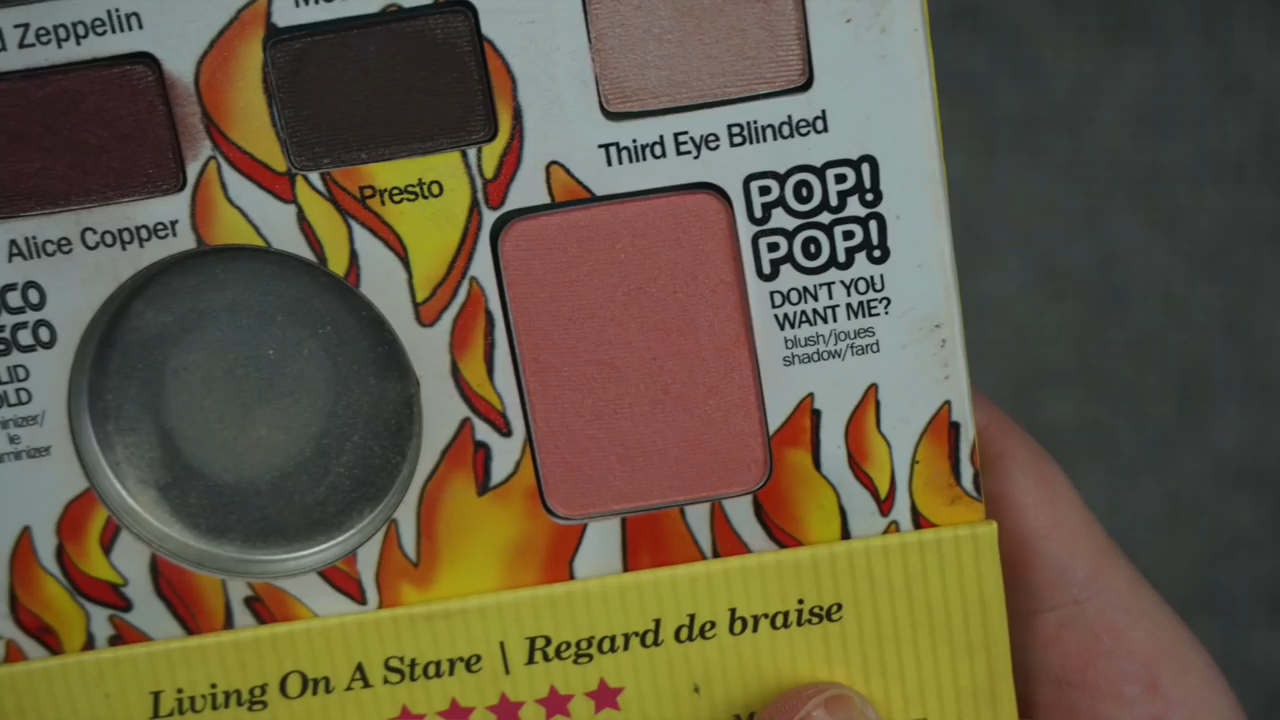 Zeppelin
Presto
Third Eye Blinded
Alice Copper
POP!
POP!
DON'T YOU
WANT ME?
blush/joues
shadow/fard
le
Living On A Stare | Regard de braise